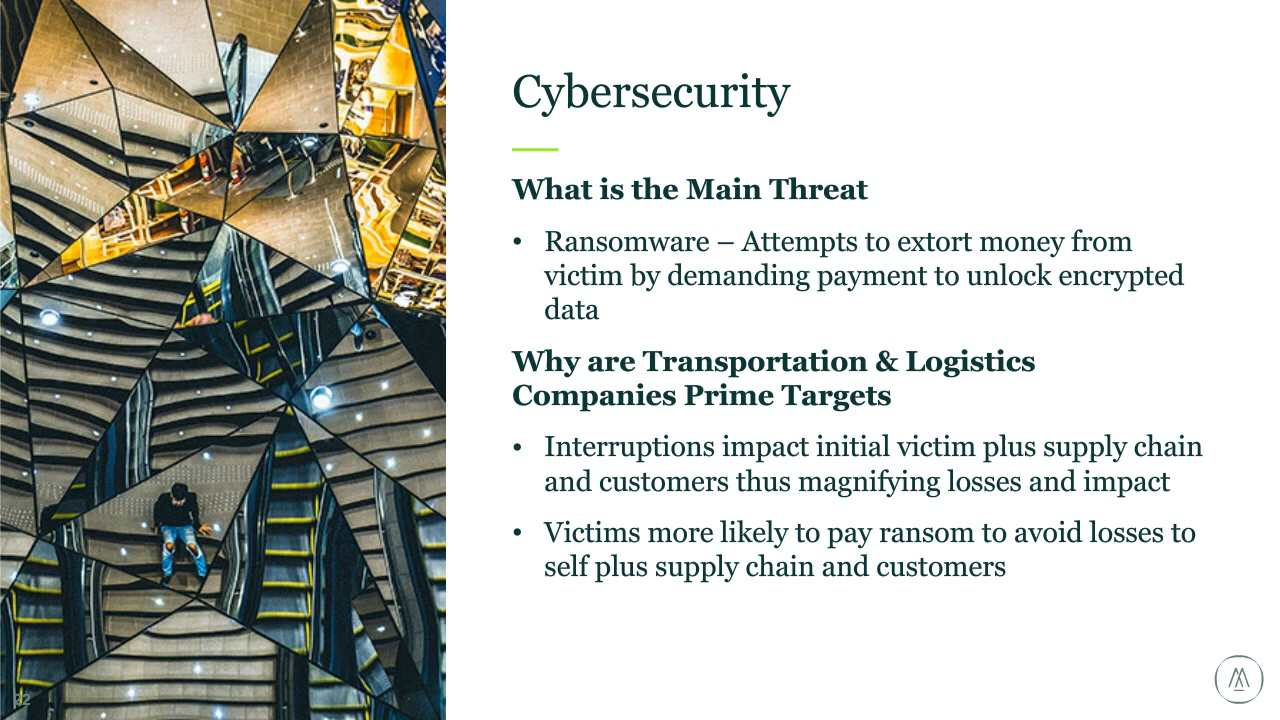 Cybersecurity
What is the Main Threat
• Ransomware – Attempts to extort money from
victim by demanding payment to unlock encrypted
data
Why are Transportation & Logistics
Companies Prime Targets
• Interruptions impact initial victim plus supply chain
and customers thus magnifying losses and impact
• Victims more likely to pay ransom to avoid losses to
self plus supply chain and customers
22